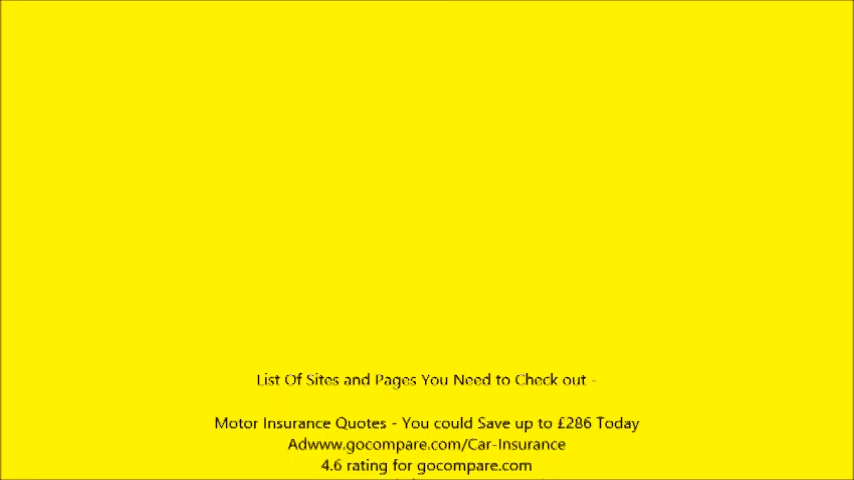 List Of Sites and Pages You Need to Check out -
Motor Insurance Quotes - You could Save up to £286 Today
Adwww.gocompare.com/Car-Insurance
4.6 rating for gocompare.com